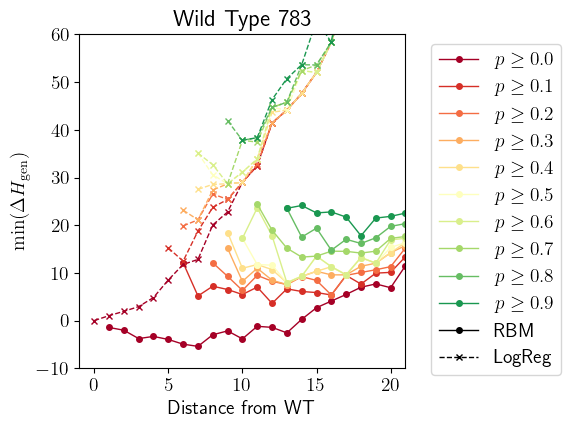 Wild Type 783
60
50
40
30
20
10
0
−10
min(ΔH_gen)
0 5 10 15 20
Distance from WT
p ≥ 0.0
p ≥ 0.1
p ≥ 0.2
p ≥ 0.3
p ≥ 0.4
p ≥ 0.5
p ≥ 0.6
p ≥ 0.7
p ≥ 0.8
p ≥ 0.9
RBM
LogReg